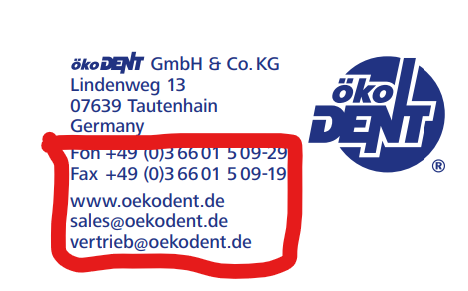 ökoDENT GmbH & Co. KG
Lindenweg 13
07639 Tautenhain
Germany
Fon +49 (0)3 66 01 5 09-29
Fax +49 (0)3 66 01 5 09-19
www.oekodent.de
sales@oekodent.de
vertrieb@oekodent.de
öko
DENT
®